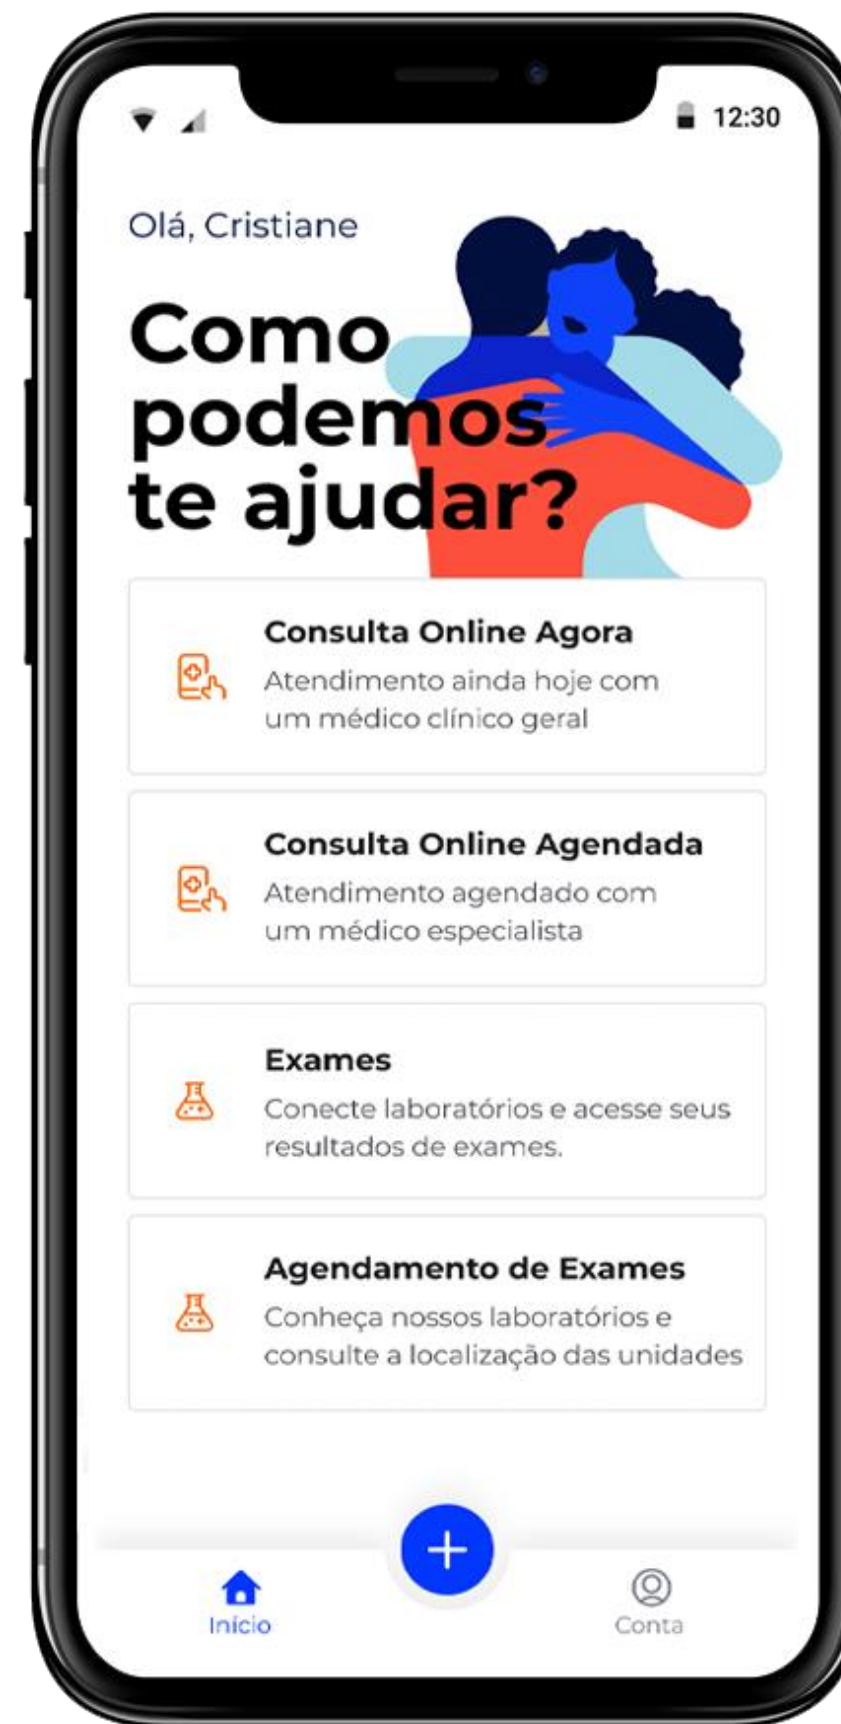 12:30
Olá, Cristiane
Como
podemos
te ajudar?
Consulta Online Agora
Atendimento ainda hoje com
um médico clínico geral
Consulta Online Agendada
Atendimento agendado com
um médico especialista
Exames
Conecte laboratórios e acesse seus
resultados de exames.
Agendamento de Exames
Conheça nossos laboratórios e
consulte a localização das unidades
Início
Conta